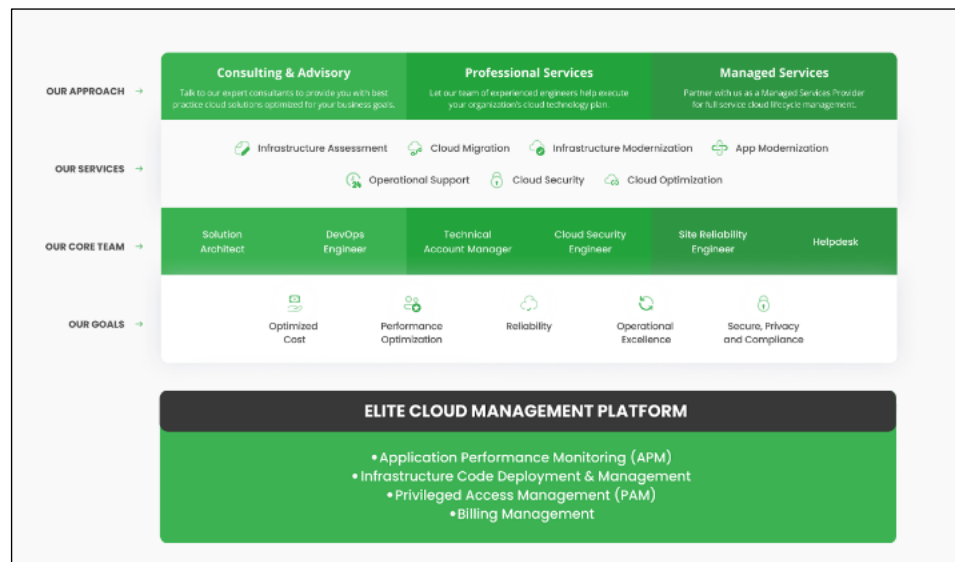 OUR APPROACH →
Consulting & Advisory
Talk to our expert consultants to provide you with best
practice cloud solutions optimized for your business goals.
Professional Services
Let our team of experienced engineers help execute
your organization's cloud technology plan.
Managed Services
Partner with us as a Managed Services Provider
for full service cloud lifecycle management.
OUR SERVICES →
Infrastructure Assessment
Cloud Migration
Infrastructure Modernization
App Modernization
24
Operational Support
Cloud Security
Cloud Optimization
OUR CORE TEAM →
Solution
Architect
DevOps
Engineer
Technical
Account Manager
Cloud Security
Engineer
Site Reliability
Engineer
Helpdesk
OUR GOALS →
Optimized
Cost
Performance
Optimization
Reliability
Operational
Excellence
Secure, Privacy
and Compliance
ELITE CLOUD MANAGEMENT PLATFORM
•Application Performance Monitoring (APM)
•Infrastructure Code Deployment & Management
•Privileged Access Management (PAM)
•Billing Management